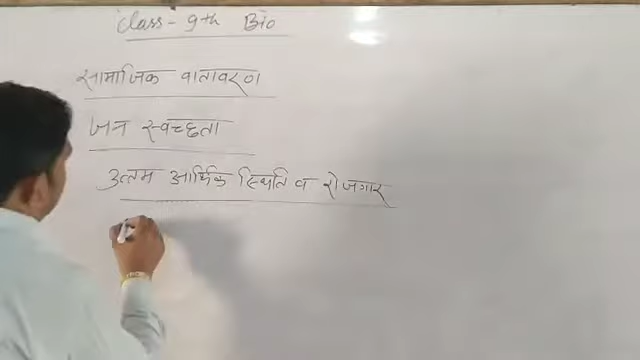 Class- 9th Bio
सामाजिक वातावरण
जन स्वच्छता
उत्तम आर्थिक स्थिति व रोजगार